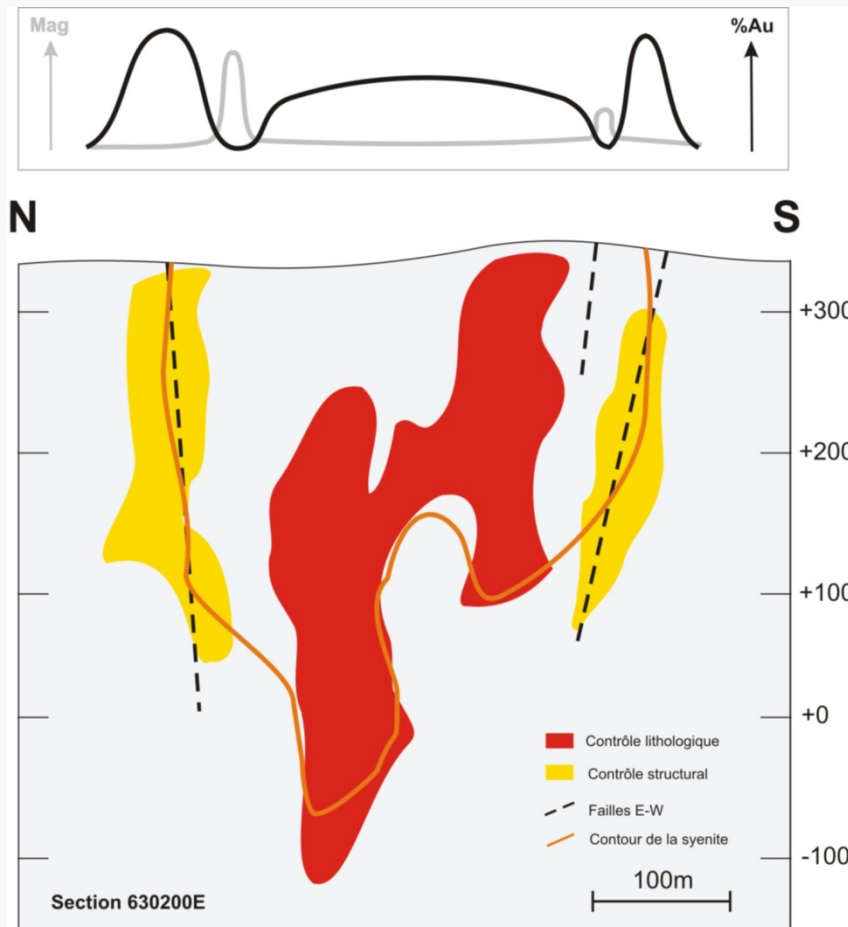 Mag
%Au
N
S
+300
+200
+100
+0
-100
Contrôle lithologique
Contrôle structural
Failles E-W
Contour de la syenite
100m
Section 630200E